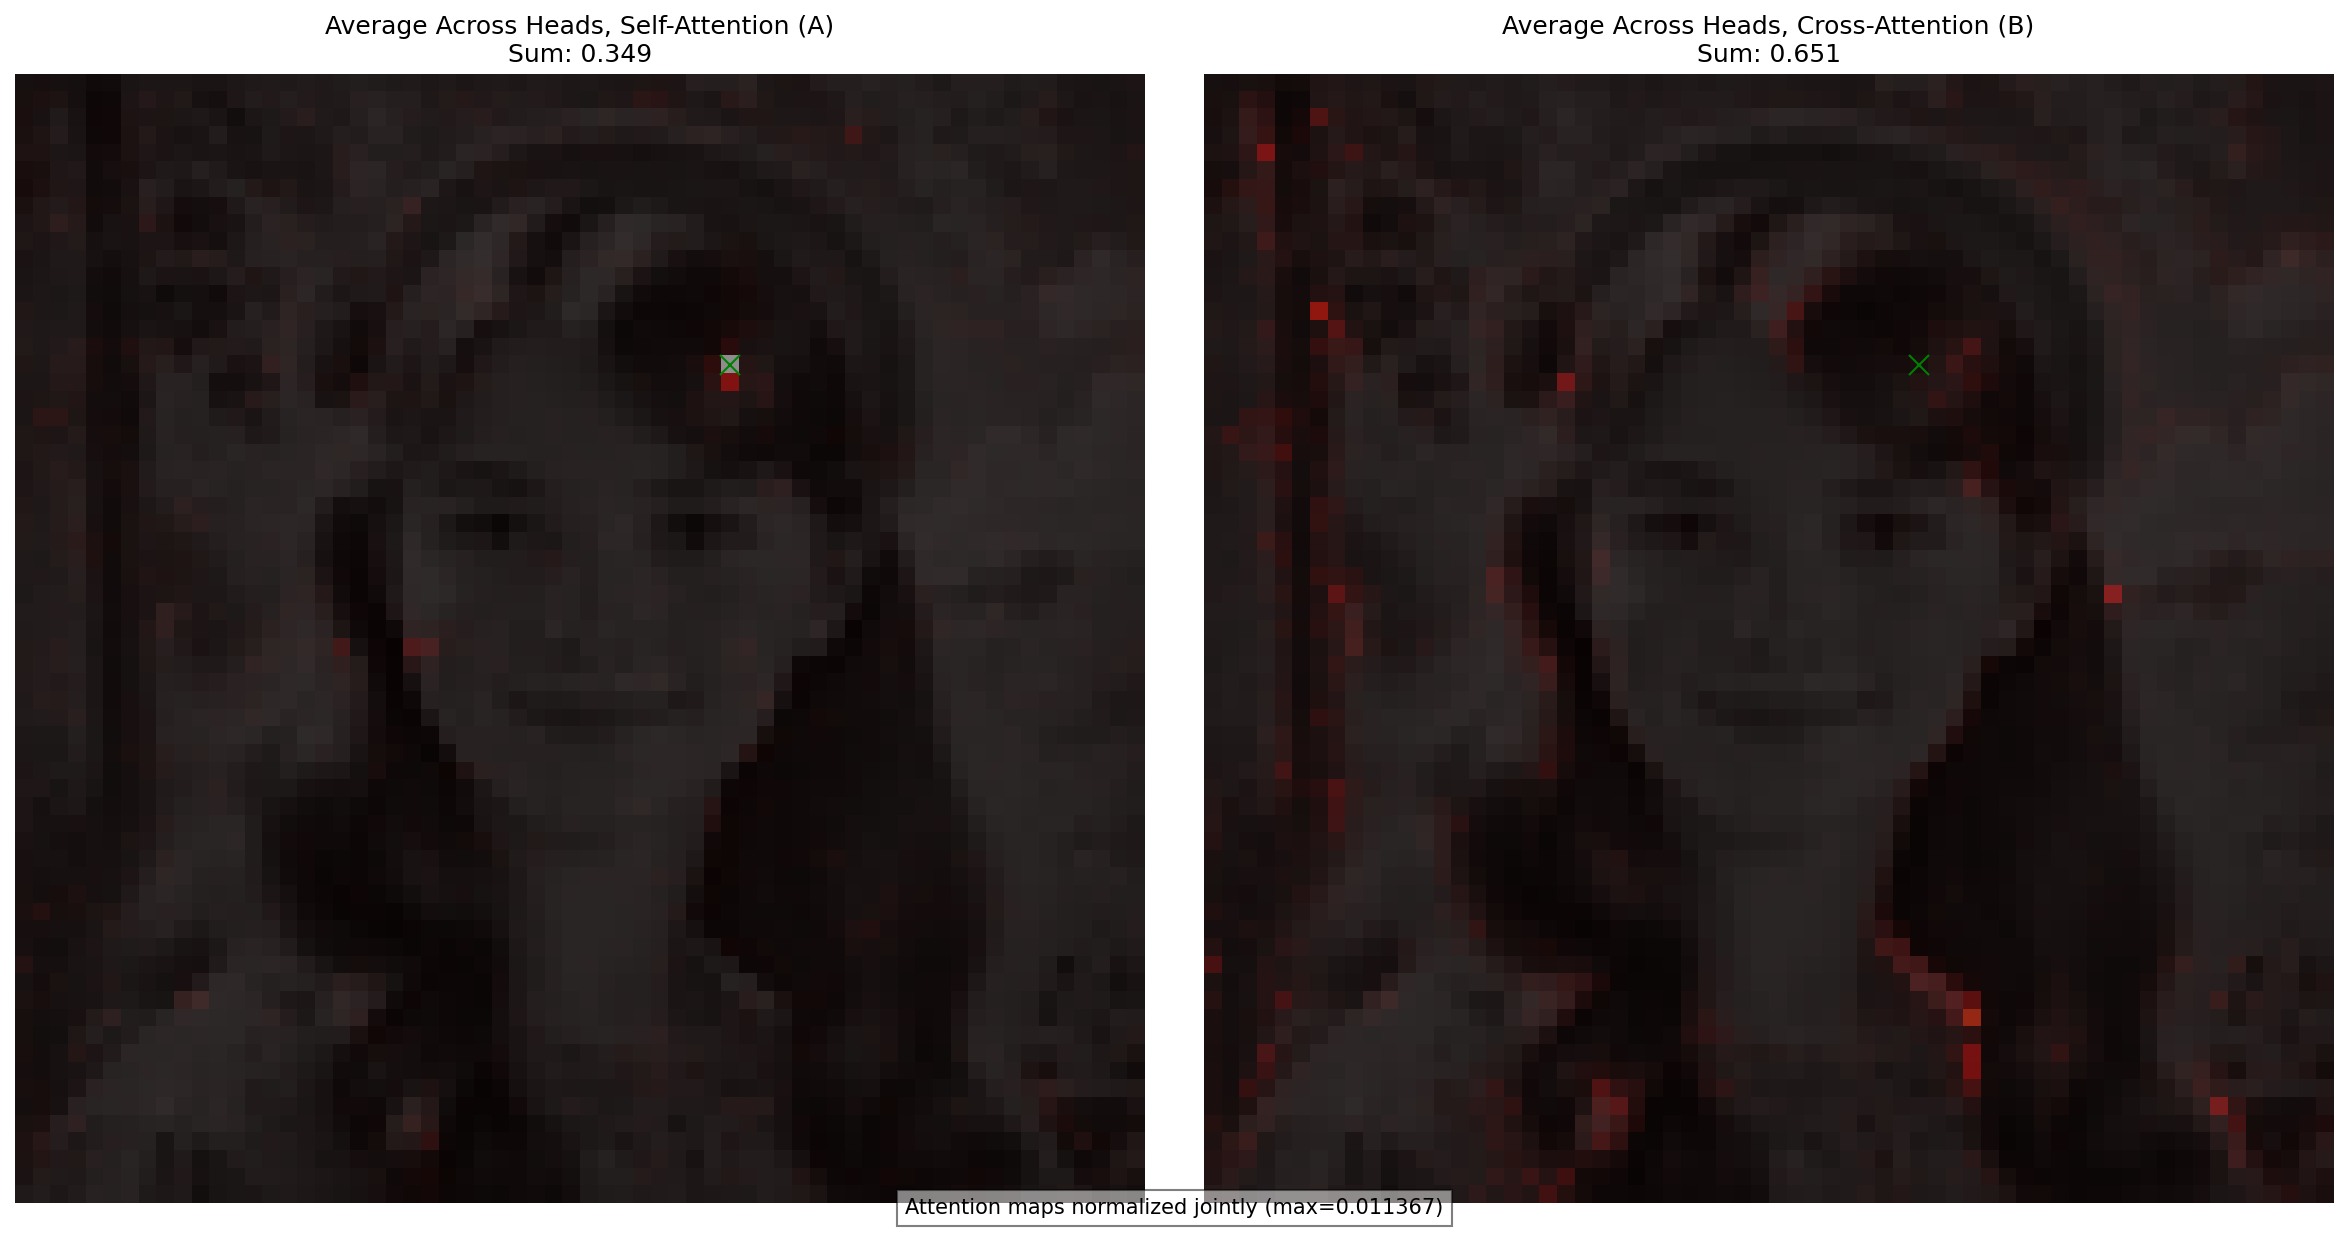 Average Across Heads, Self-Attention (A)
Sum: 0.349
Average Across Heads, Cross-Attention (B)
Sum: 0.651
Attention maps normalized jointly (max=0.011367)